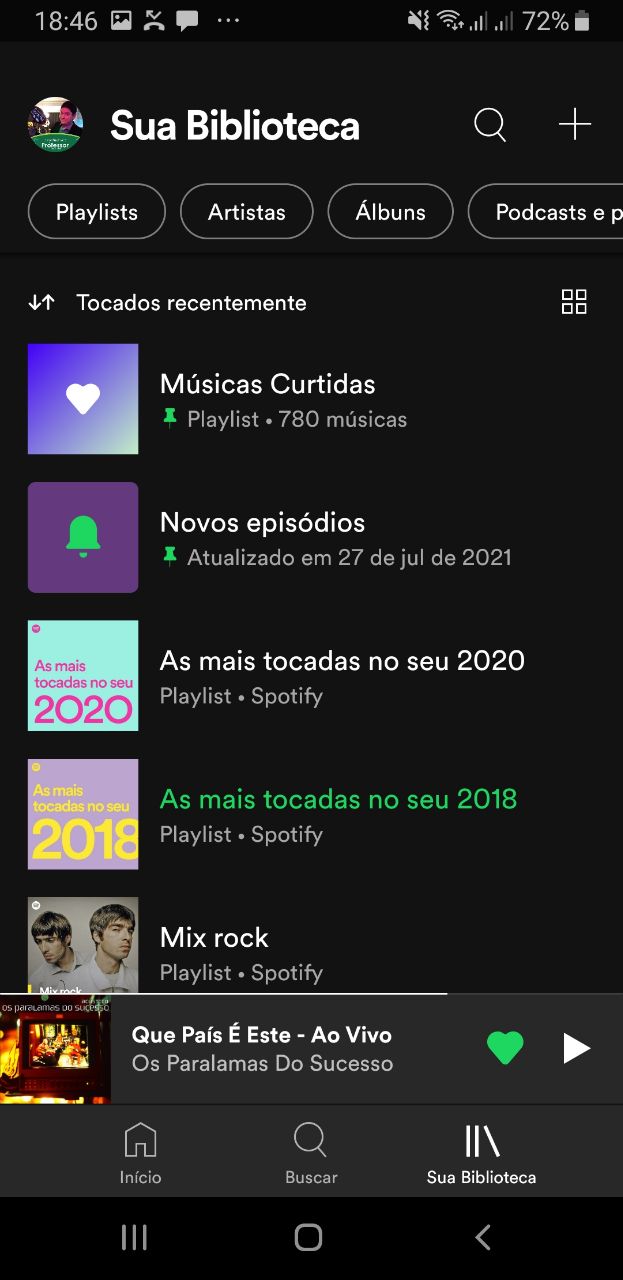 18:46 72%
Professor
Sua Biblioteca
Playlists Artistas Álbuns Podcasts e p
Tocados recentemente
Músicas Curtidas
Playlist • 780 músicas
Novos episódios
Atualizado em 27 de jul de 2021
As mais
tocadas no seu
2020
As mais tocadas no seu 2020
Playlist • Spotify
As mais
tocadas no seu
2018
As mais tocadas no seu 2018
Playlist • Spotify
Mix rock
Mix rock
Playlist • Spotify
os paralamas do sucesso
Que País É Este - Ao Vivo
Os Paralamas Do Sucesso
Início Buscar Sua Biblioteca